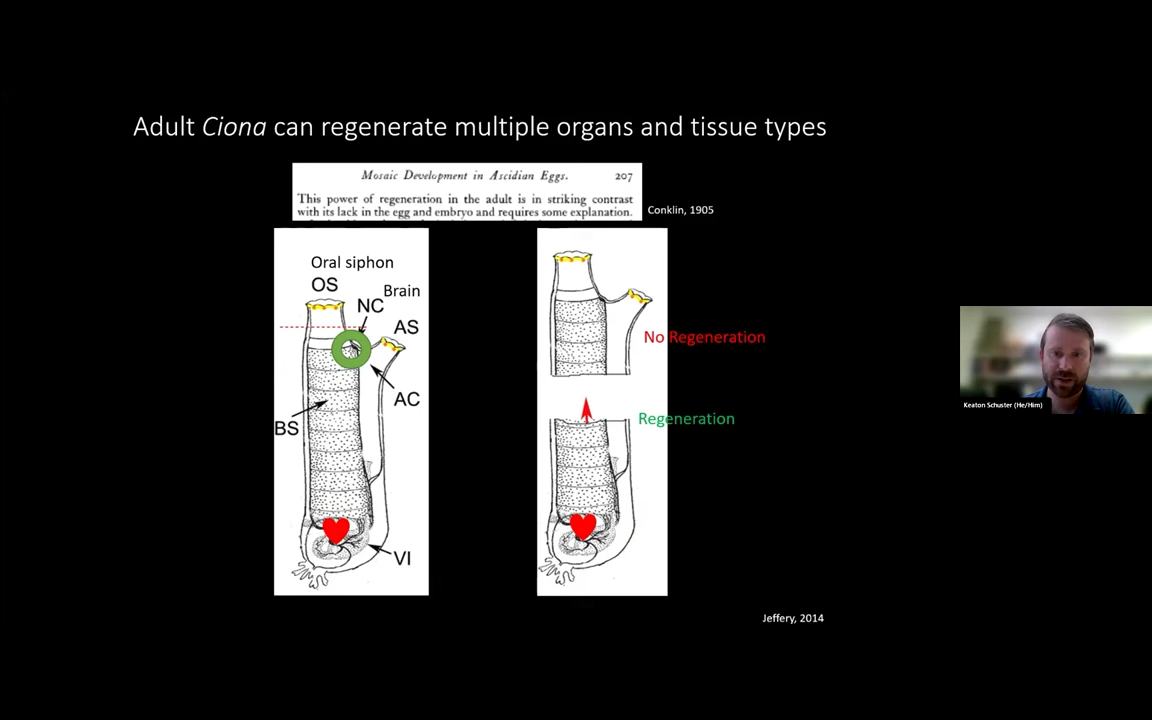 Adult Ciona can regenerate multiple organs and tissue types
Mosaic Development in Ascidian Eggs. 207
This power of regeneration in the adult is in striking contrast
with its lack in the egg and embryo and requires some explanation.
Conklin, 1905
Oral siphon
OS
Brain
NC
AS
AC
BS
VI
No Regeneration
Regeneration
Keaton Schuster (He/Him)
Jeffery, 2014